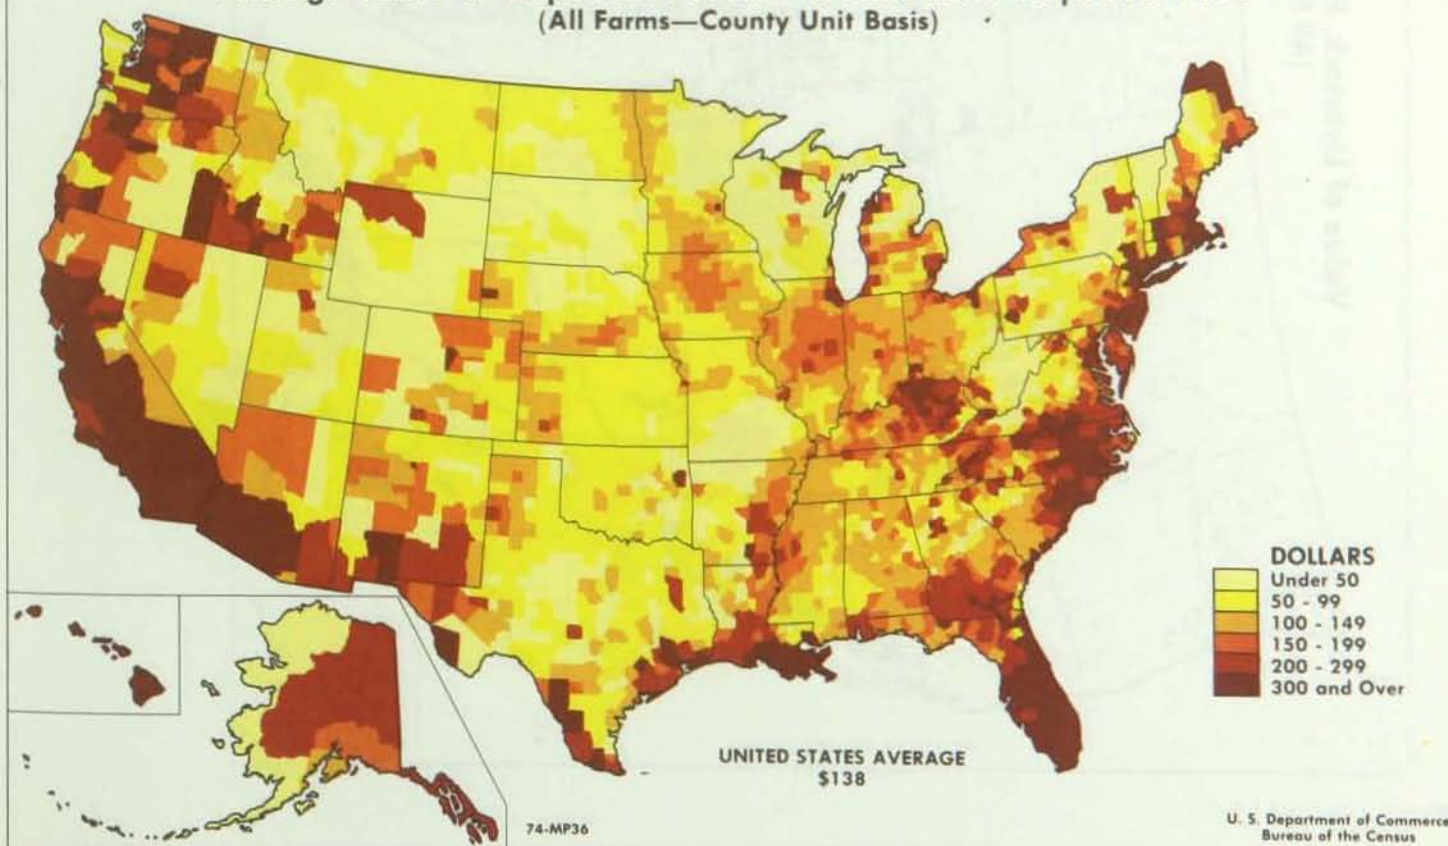 (All Farms—County Unit Basis)
DOLLARS
Under 50
50 - 99
100 - 149
150 - 199
200 - 299
300 and Over
UNITED STATES AVERAGE
$138
74-MP36
U. S. Department of Commerce
Bureau of the Census